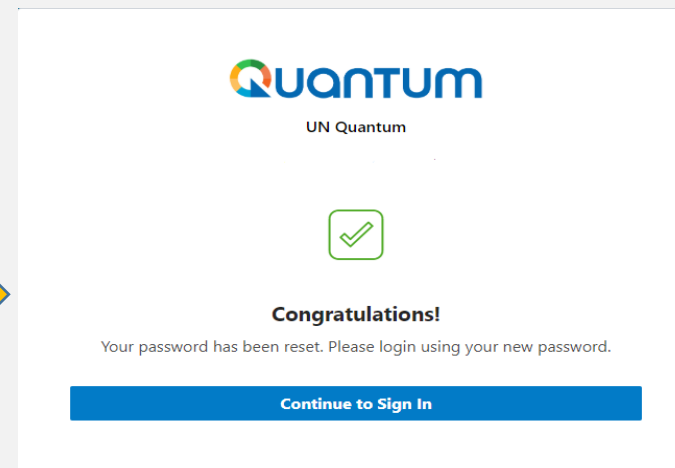 Quantum
UN Quantum
Congratulations!
Your password has been reset. Please login using your new password.
Continue to Sign In